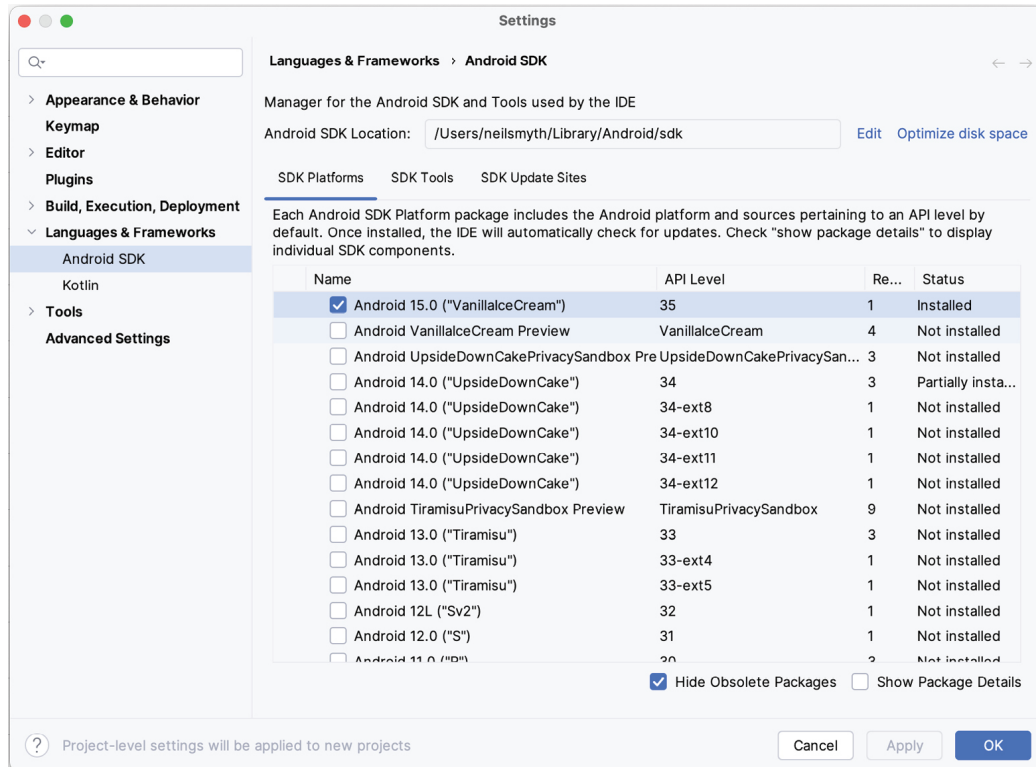 Settings
Languages & Frameworks › Android SDK
Appearance & Behavior
Keymap
Editor
Plugins
Build, Execution, Deployment
Languages & Frameworks
Android SDK
Kotlin
Tools
Advanced Settings
Manager for the Android SDK and Tools used by the IDE
Android SDK Location: /Users/neilsmyth/Library/Android/sdk Edit Optimize disk space
SDK Platforms SDK Tools SDK Update Sites
Each Android SDK Platform package includes the Android platform and sources pertaining to an API level by
default. Once installed, the IDE will automatically check for updates. Check "show package details" to display
individual SDK components.
Name API Level Re... Status
Android 15.0 ("VanillaIceCream") 35 1 Installed
Android VanillaIceCream Preview VanillaIceCream 4 Not installed
Android UpsideDownCakePrivacySandbox Pre UpsideDownCakePrivacySan... 3 Not installed
Android 14.0 ("UpsideDownCake") 34 3 Partially insta...
Android 14.0 ("UpsideDownCake") 34-ext8 1 Not installed
Android 14.0 ("UpsideDownCake") 34-ext10 1 Not installed
Android 14.0 ("UpsideDownCake") 34-ext11 1 Not installed
Android 14.0 ("UpsideDownCake") 34-ext12 1 Not installed
Android TiramisuPrivacySandbox Preview TiramisuPrivacySandbox 9 Not installed
Android 13.0 ("Tiramisu") 33 3 Not installed
Android 13.0 ("Tiramisu") 33-ext4 1 Not installed
Android 13.0 ("Tiramisu") 33-ext5 1 Not installed
Android 12L ("Sv2") 32 1 Not installed
Android 12.0 ("S") 31 1 Not installed
Android 11.0 ("R") 30 3 Not installed
Hide Obsolete Packages Show Package Details
? Project-level settings will be applied to new projects Cancel Apply OK